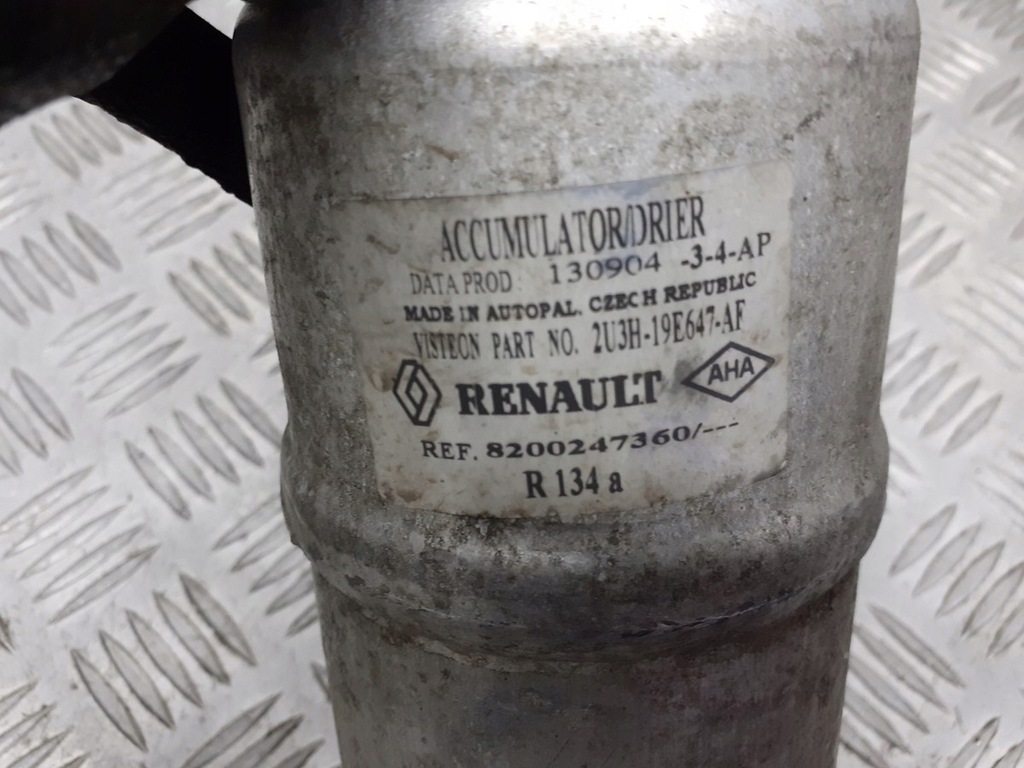 ACCUMULATOR/DRIER
DATA PROD: 130904 -3-4-AP
MADE IN AUTOPAL. CZECH REPUBLIC
VISTEON PART NO. 2U3H-19E647-AF
RENAULT AHA
REF. 8200247360/---
R 134 a